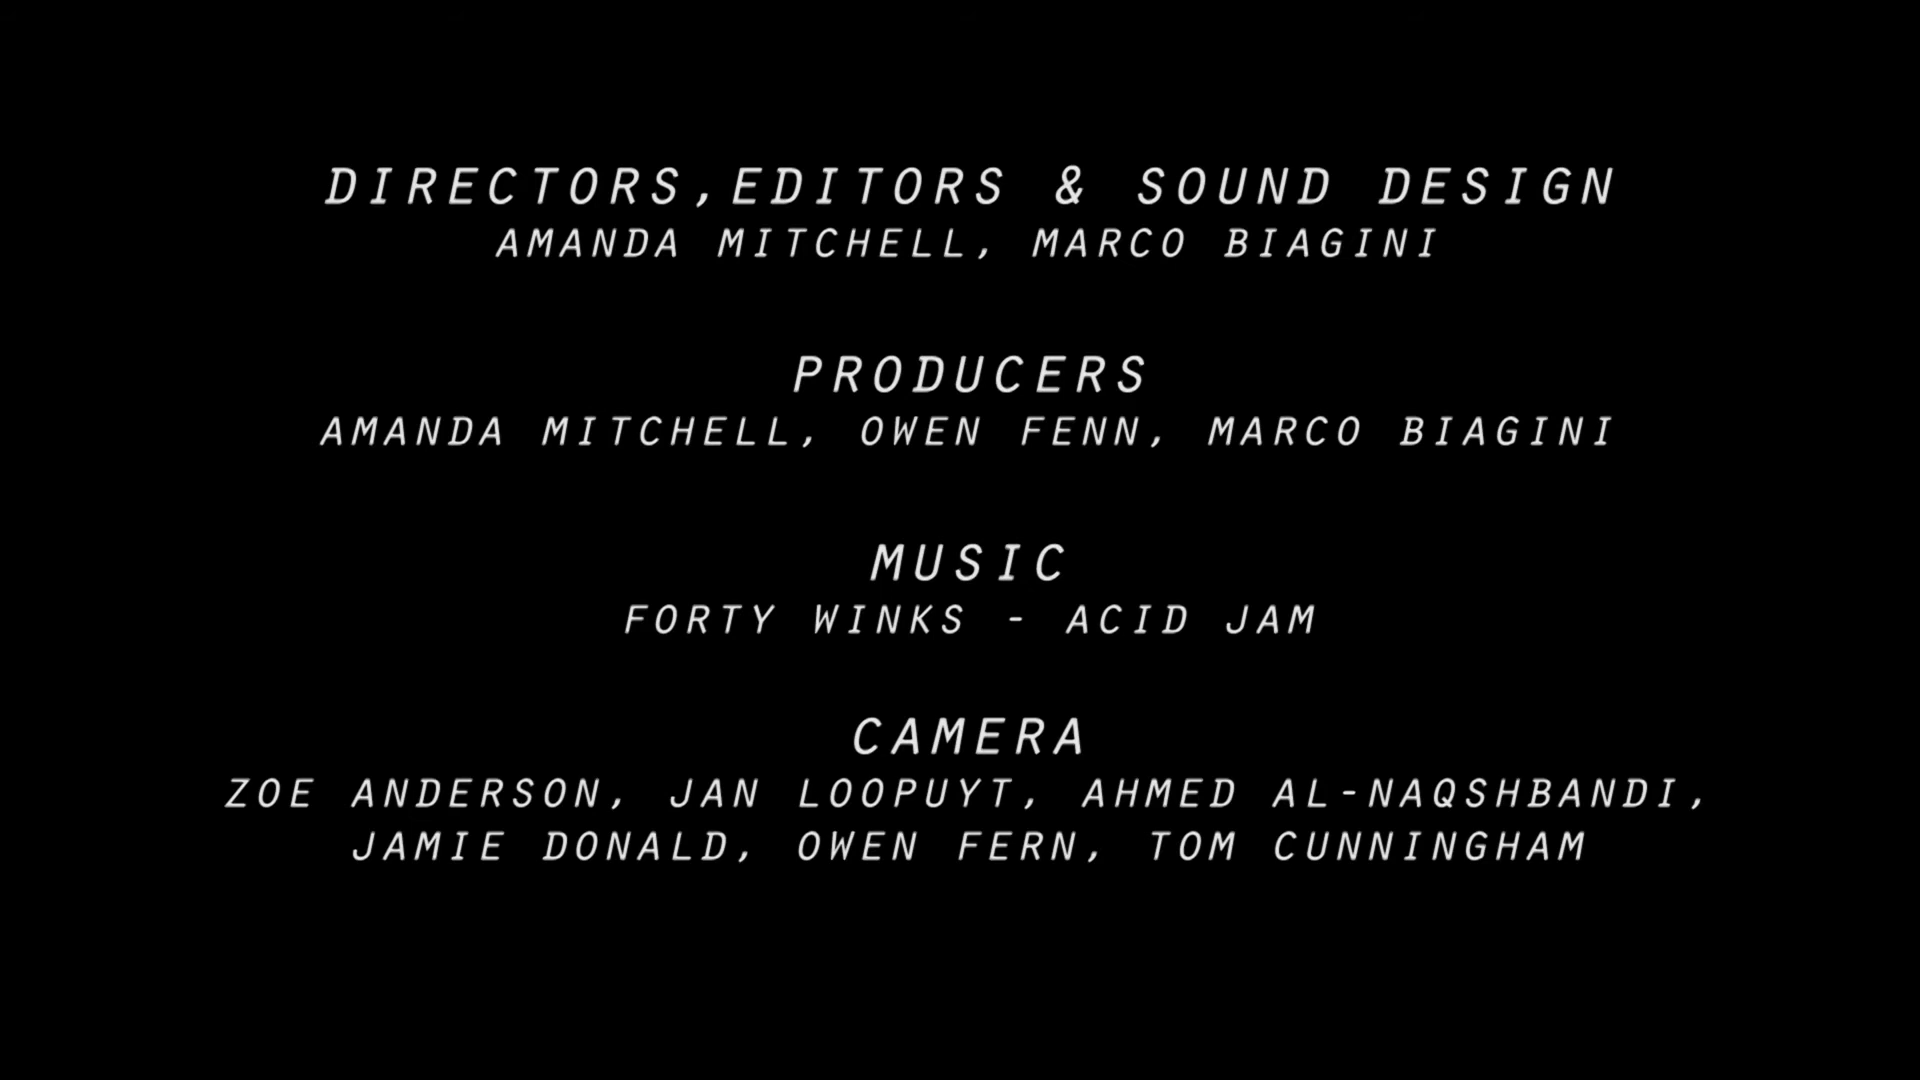 DIRECTORS,EDITORS & SOUND DESIGN
AMANDA MITCHELL, MARCO BIAGINI
PRODUCERS
AMANDA MITCHELL, OWEN FENN, MARCO BIAGINI
MUSIC
FORTY WINKS - ACID JAM
CAMERA
ZOE ANDERSON, JAN LOOPUYT, AHMED AL-NAQSHBANDI,
JAMIE DONALD, OWEN FERN, TOM CUNNINGHAM